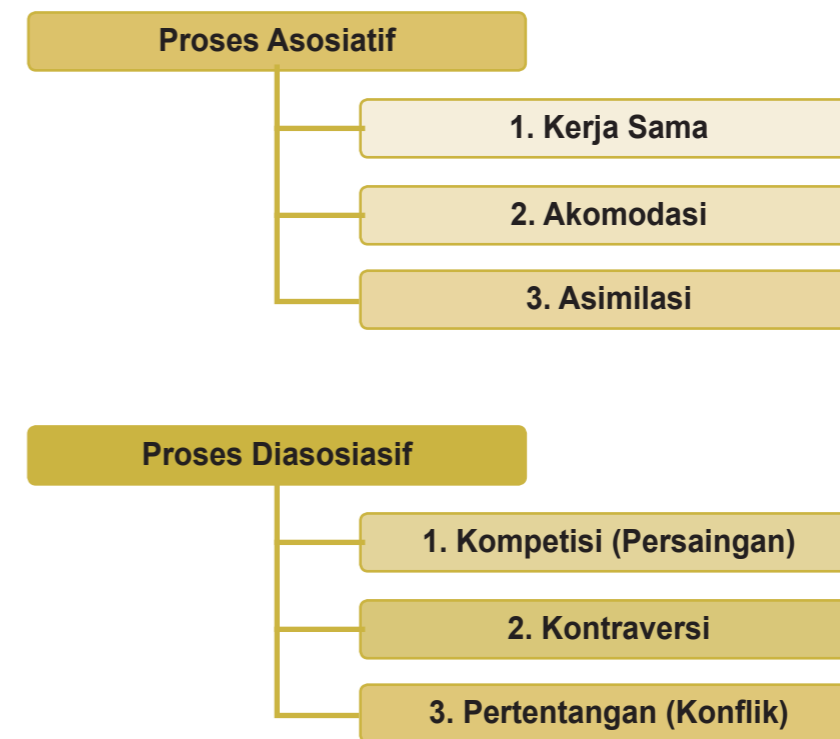 Proses Asosiatif
1. Kerja Sama
2. Akomodasi
3. Asimilasi
Proses Diasosiasif
1. Kompetisi (Persaingan)
2. Kontraversi
3. Pertentangan (Konflik)